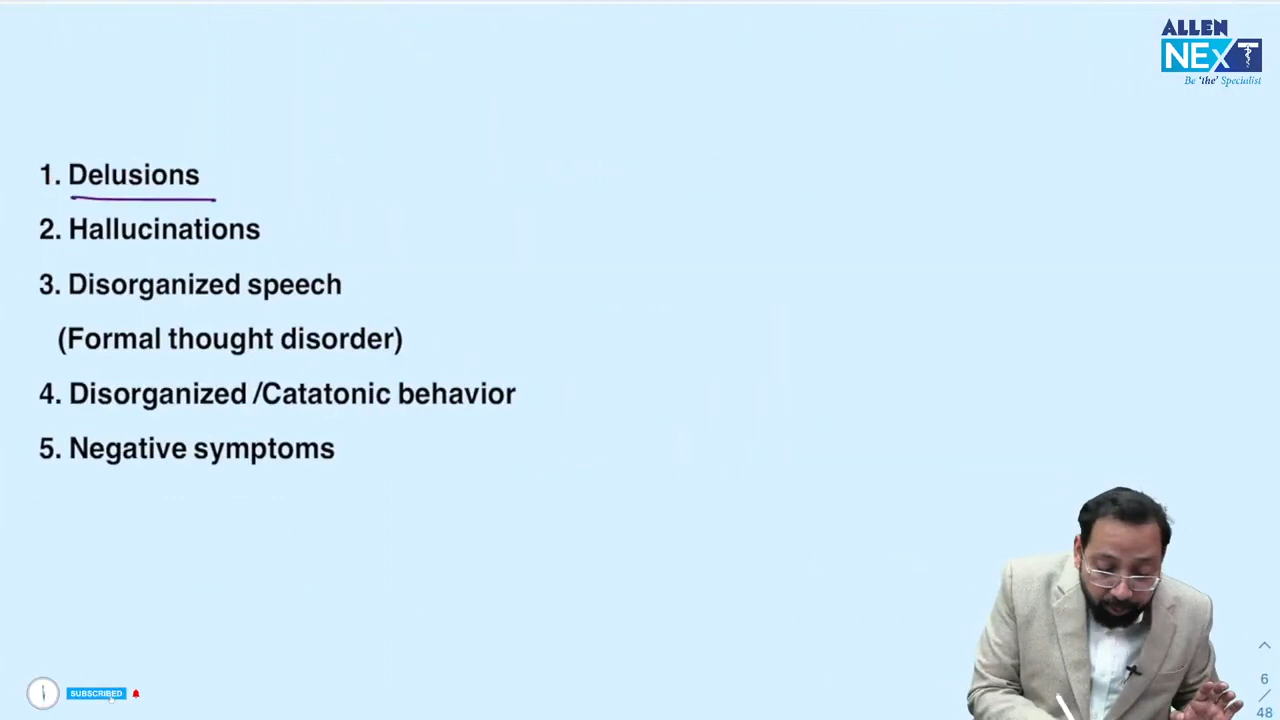 ALLEN
NEXT
Be 'the' Specialist
1. Delusions
2. Hallucinations
3. Disorganized speech
(Formal thought disorder)
4. Disorganized /Catatonic behavior
5. Negative symptoms
SUBSCRIBED
6
/
48